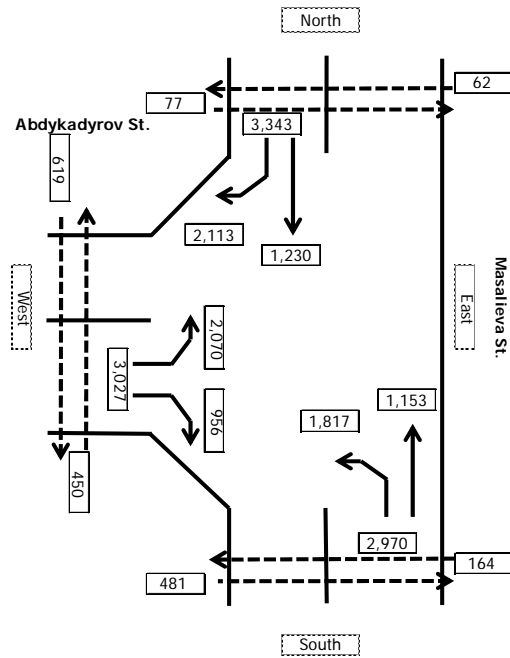 North
62
77
Abdykadyrov St.
3,343
619
2,113
1,230
West
East
Masalieva St.
2,070
3,027
956
1,153
1,817
450
2,970
164
481
South